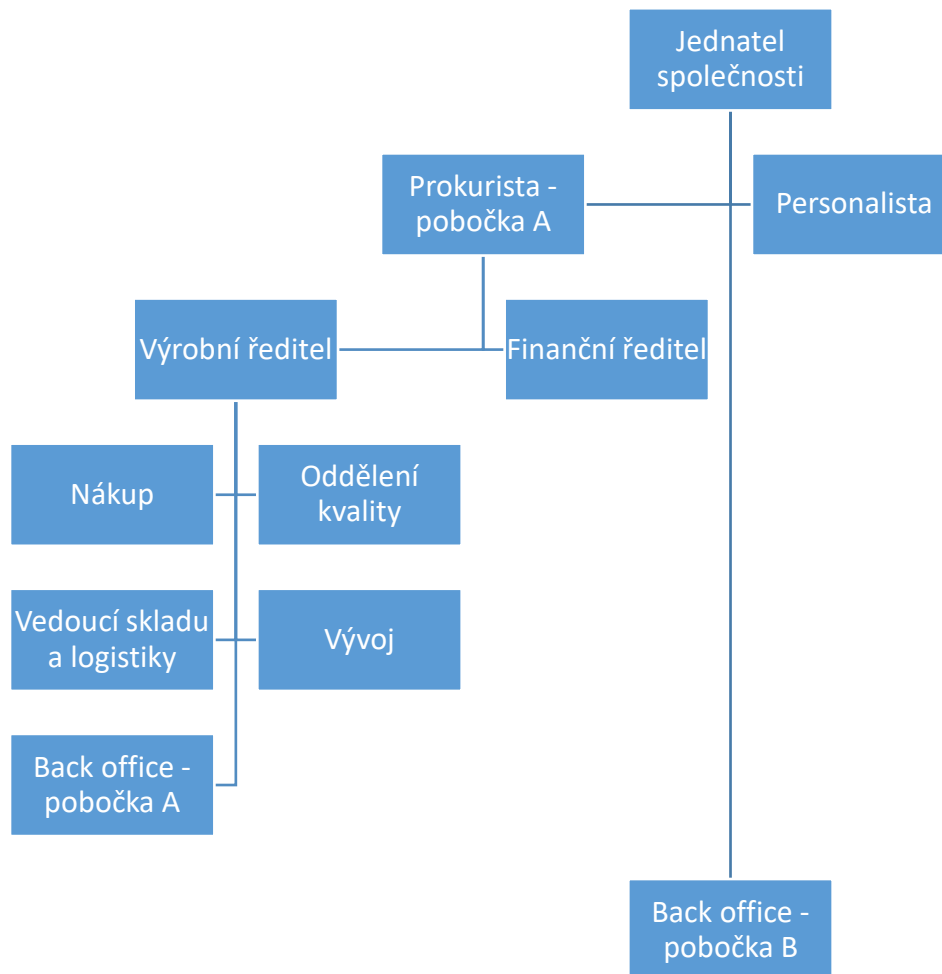 Jednatel
společnosti
Prokurista -
pobočka A
Personalista
Výrobní ředitel
Finanční ředitel
Nákup
Oddělení
kvality
Vedoucí skladu
a logistiky
Vývoj
Back office -
pobočka A
Back office -
pobočka B